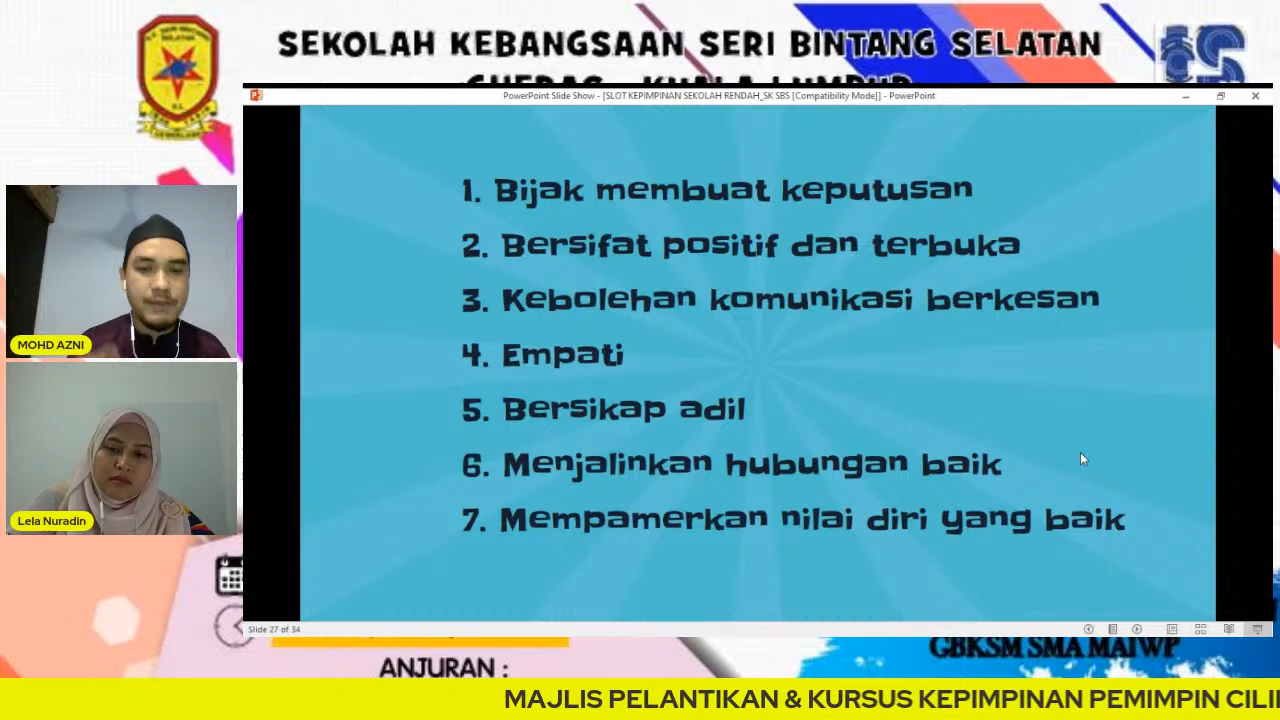 SEKOLAH KEBANGSAAN SERI BINTANG SELATAN
CHERAS, KUALA LUMPUR
PowerPoint Slide Show - [SLOT KEPIMPINAN SEKOLAH RENDAH_SK SBS [Compatibility Mode]] - PowerPoint
1. Bijak membuat keputusan
2. Bersifat positif dan terbuka
3. Kebolehan komunikasi berkesan
4. Empati
5. Bersikap adil
6. Menjalinkan hubungan baik
7. Mempamerkan nilai diri yang baik
MOHD AZNI
Lela Nuradin
Slide 27 of 34
GBKSM SMA MAIWP
ANJURAN :
MAJLIS PELANTIKAN & KURSUS KEPIMPINAN PEMIMPIN CILI